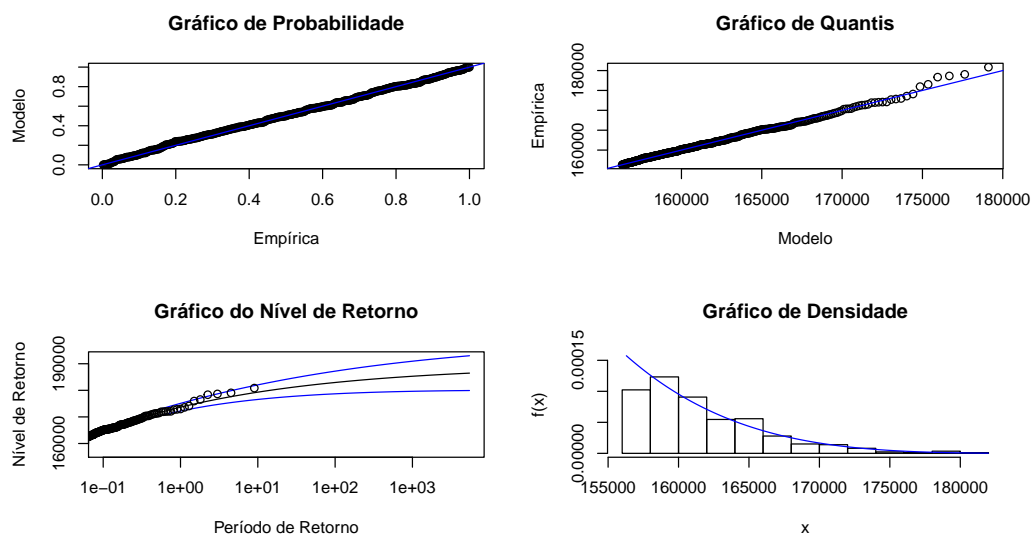 Gráfico de Probabilidade
Modelo
0.0 0.4 0.8
0.0 0.2 0.4 0.6 0.8 1.0
Empírica
Gráfico de Quantis
Empírica
160000 180000
160000 165000 170000 175000 180000
Modelo
Gráfico do Nível de Retorno
Nível de Retorno
160000 190000
1e−01 1e+00 1e+01 1e+02 1e+03
Período de Retorno
Gráfico de Densidade
f(x)
0.00000 0.00015
155000 160000 165000 170000 175000 180000
x